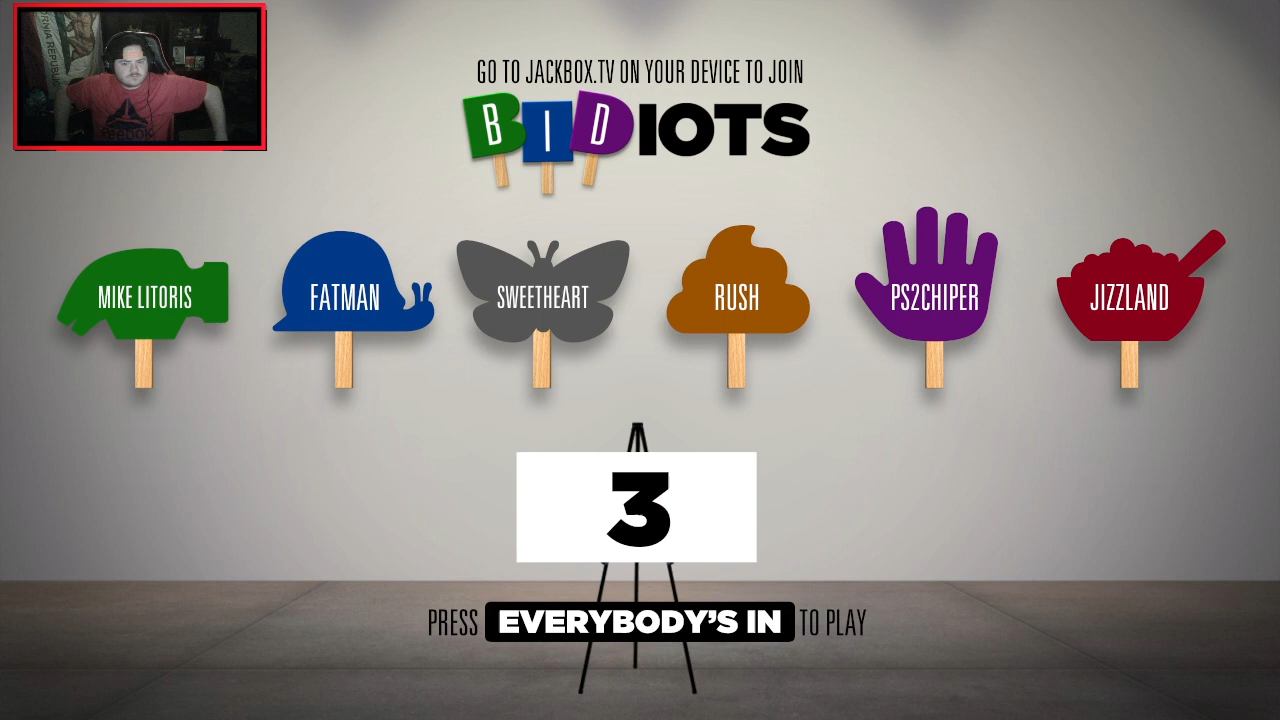 GO TO JACKBOX.TV ON YOUR DEVICE TO JOIN
BIDIOTS
MIKE LITORIS
FATMAN
SWEETHEART
RUSH
PS2CHIPER
JIZZLAND
3
PRESS EVERYBODY'S IN TO PLAY
Reebok